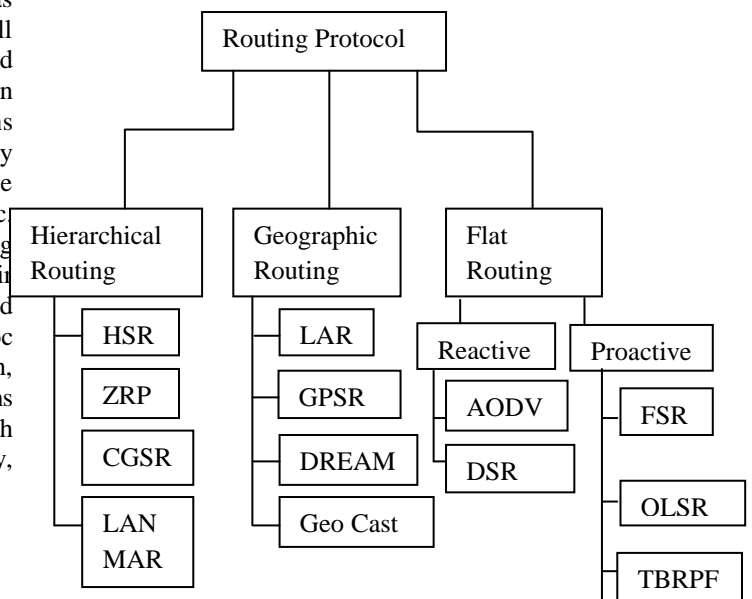 Routing Protocol
Hierarchical
Routing
Geographic
Routing
Flat
Routing
HSR
ZRP
CGSR
LAN
MAR
LAR
GPSR
DREAM
Geo Cast
Reactive
AODV
DSR
Proactive
FSR
OLSR
TBRPF